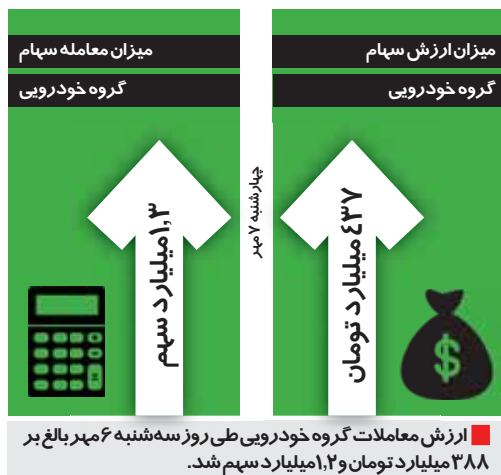 میزان ارزش سهام
گروه خودرویی
۴۳۷ میلیارد تومان
چهارشنبه ۷ مهر
میزان معامله سهام
گروه خودرویی
۱,۳ میلیارد سهم
$
ارزش معاملات گروه خودرویی طی روز سه‌شنبه ۶ مهر بالغ بر
۳۸۸ میلیارد تومان و ۱,۲ میلیارد سهم شد.